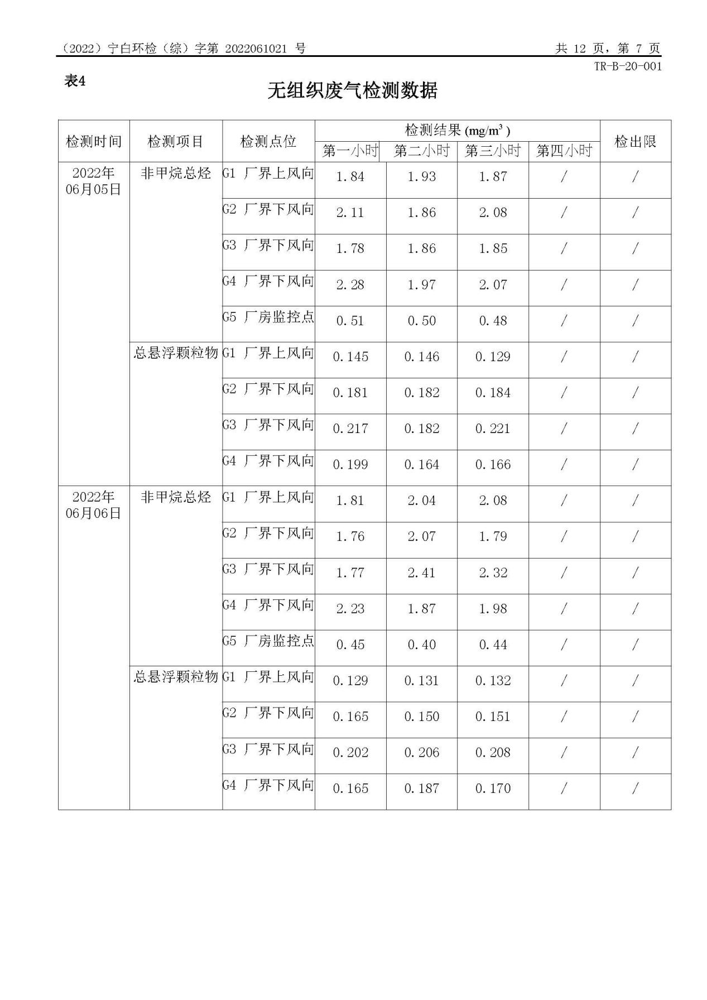 （2022）宁白环检（综）字第 2022061021 号 共 12 页，第 7 页
TR-B-20-001
表4
无组织废气检测数据
检测时间 检测项目 检测点位 检测结果 (mg/m³ ) 检出限
第一小时 第二小时 第三小时 第四小时
2022年 非甲烷总烃 G1 厂界上风向 1.84 1.93 1.87 / /
06月05日
G2 厂界下风向 2.11 1.86 2.08 / /
G3 厂界下风向 1.78 1.86 1.85 / /
G4 厂界下风向 2.28 1.97 2.07 / /
G5 厂房监控点 0.51 0.50 0.48 / /
总悬浮颗粒物 G1 厂界上风向 0.145 0.146 0.129 / /
G2 厂界下风向 0.181 0.182 0.184 / /
G3 厂界下风向 0.217 0.182 0.221 / /
G4 厂界下风向 0.199 0.164 0.166 / /
2022年 非甲烷总烃 G1 厂界上风向 1.81 2.04 2.08 / /
06月06日
G2 厂界下风向 1.76 2.07 1.79 / /
G3 厂界下风向 1.77 2.41 2.32 / /
G4 厂界下风向 2.23 1.87 1.98 / /
G5 厂房监控点 0.45 0.40 0.44 / /
总悬浮颗粒物 G1 厂界上风向 0.129 0.131 0.132 / /
G2 厂界下风向 0.165 0.150 0.151 / /
G3 厂界下风向 0.202 0.206 0.208 / /
G4 厂界下风向 0.165 0.187 0.170 / /